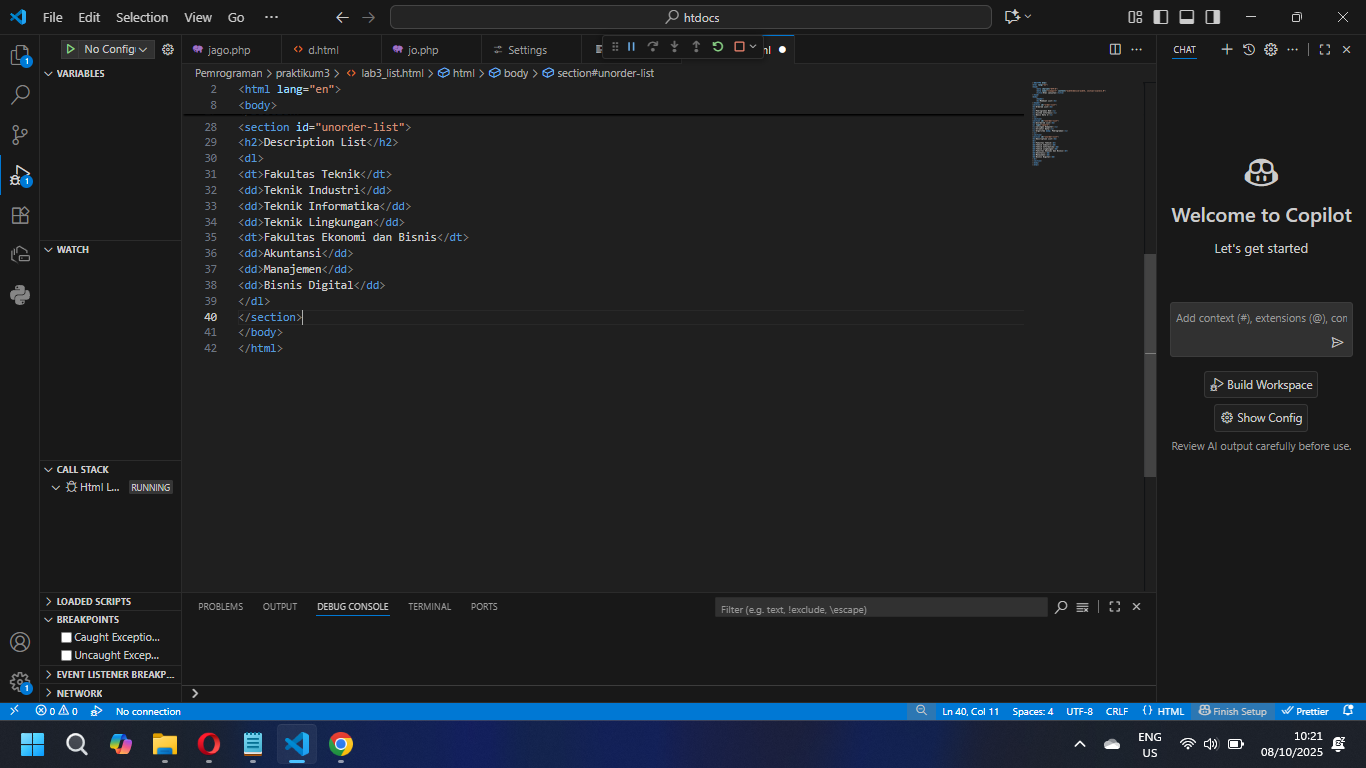 File Edit Selection View Go ··· htdocs
No Config
jago.php d.html jo.php Settings
VARIABLES
Pemrograman > praktikum3 > lab3_list.html > html > body > section#unorder-list
2 <html lang="en">
8 <body>
28 <section id="unorder-list">
29 <h2>Description List</h2>
30 <dl>
31 <dt>Fakultas Teknik</dt>
32 <dd>Teknik Industri</dd>
33 <dd>Teknik Informatika</dd>
34 <dd>Teknik Lingkungan</dd>
35 <dt>Fakultas Ekonomi dan Bisnis</dt>
36 <dd>Akuntansi</dd>
37 <dd>Manajemen</dd>
38 <dd>Bisnis Digital</dd>
39 </dl>
40 </section>
41 </body>
42 </html>
WATCH
CALL STACK
Html L... RUNNING
LOADED SCRIPTS
BREAKPOINTS
Caught Exceptio...
Uncaught Excep...
EVENT LISTENER BREAKP...
NETWORK
PROBLEMS OUTPUT DEBUG CONSOLE TERMINAL PORTS
Filter (e.g. text, !exclude, \escape)
CHAT
Welcome to Copilot
Let's get started
Add context (#), extensions (@), con
Build Workspace
Show Config
Review AI output carefully before use.
0 0 No connection Ln 40, Col 11 Spaces: 4 UTF-8 CRLF {} HTML Finish Setup Prettier
1
1
1
ENG
US
10:21
08/10/2025